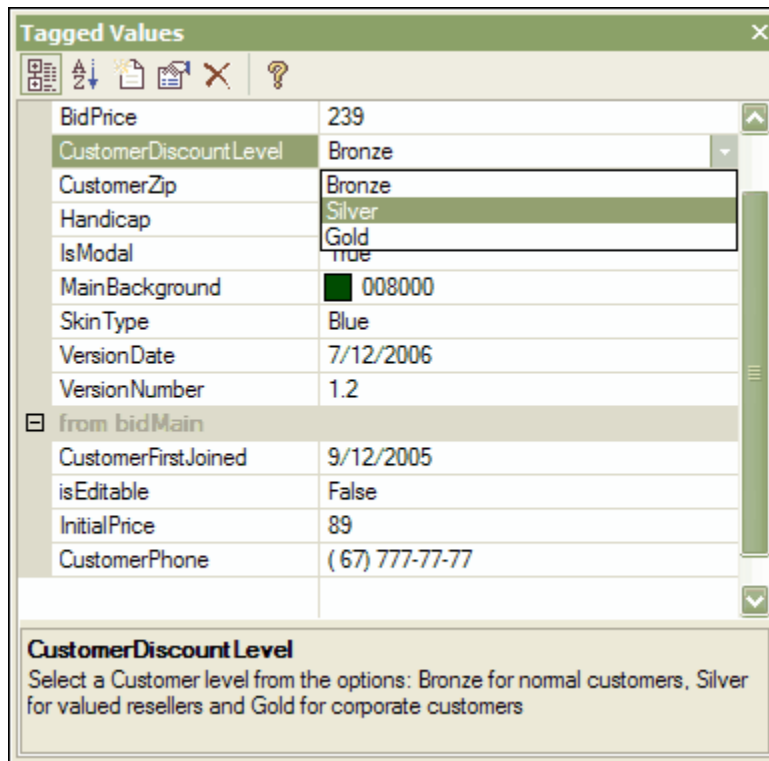 Tagged Values
BidPrice 239
CustomerDiscountLevel Bronze
CustomerZip Bronze
Silver
Handicap
Gold
IsModal True
MainBackground 008000
SkinType Blue
VersionDate 7/12/2006
VersionNumber 1.2
from bidMain
CustomerFirstJoined 9/12/2005
isEditable False
InitialPrice 89
CustomerPhone ( 67) 777-77-77
CustomerDiscountLevel
Select a Customer level from the options: Bronze for normal customers, Silver
for valued resellers and Gold for corporate customers